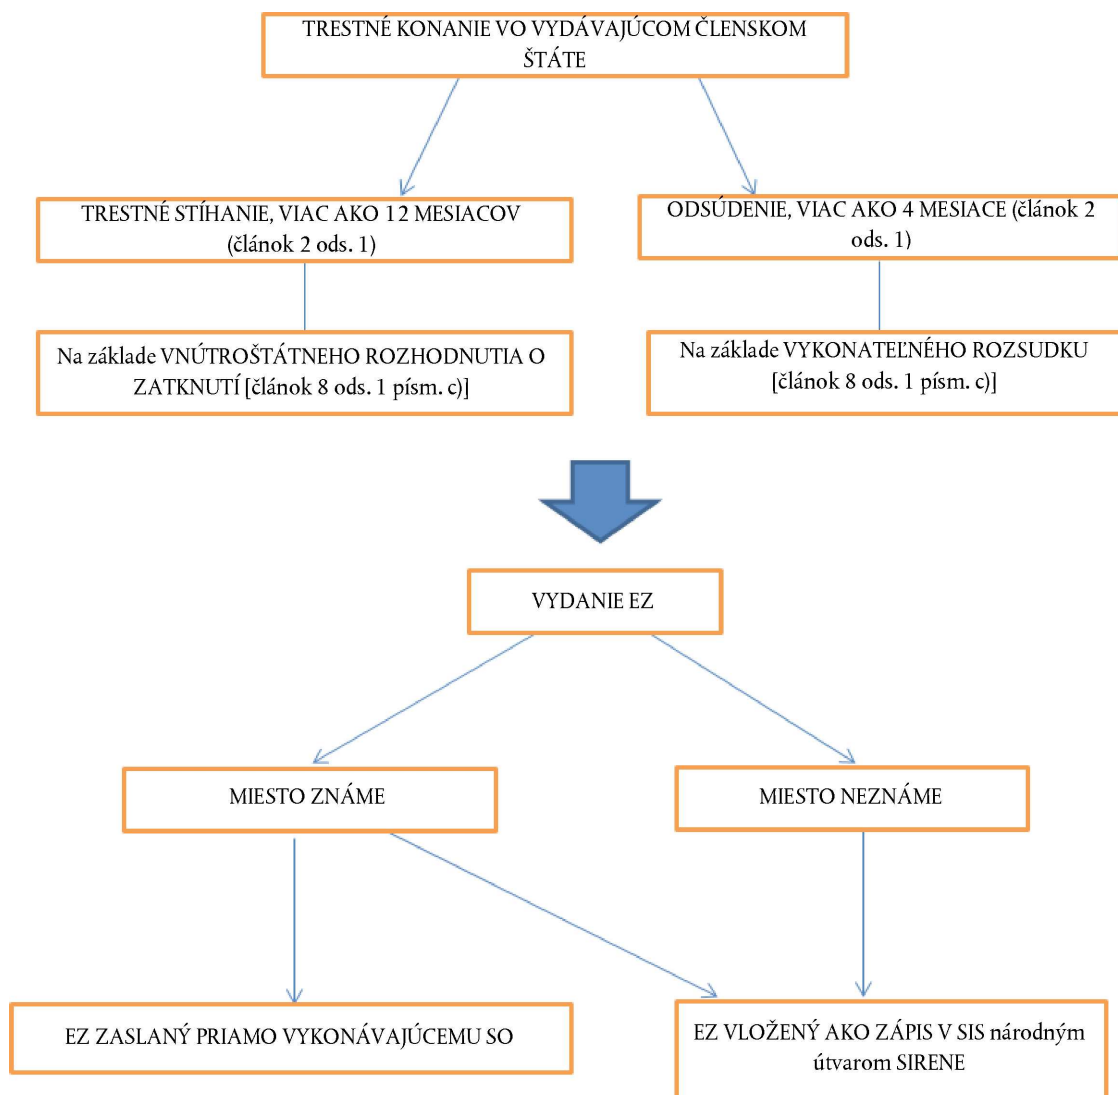 TRESTNÉ KONANIE VO VYDÁVAJÚCOM ČLENSKOM
ŠTÁTE
TRESTNÉ STÍHANIE, VIAC AKO 12 MESIACOV
(článok 2 ods. 1)
ODSÚDENIE, VIAC AKO 4 MESIACE (článok 2
ods. 1)
Na základe VNÚTROŠTÁTNEHO ROZHODNUTIA O
ZATKNUTÍ [článok 8 ods. 1 písm. c)]
Na základe VYKONATEĽNÉHO ROZSUDKU
[článok 8 ods. 1 písm. c)]
VYDANIE EZ
MIESTO ZNÁME
MIESTO NEZNÁME
EZ ZASLANÝ PRIAMO VYKONÁVAJÚCEMU SO
EZ VLOŽENÝ AKO ZÁPIS V SIS národným
útvarom SIRENE